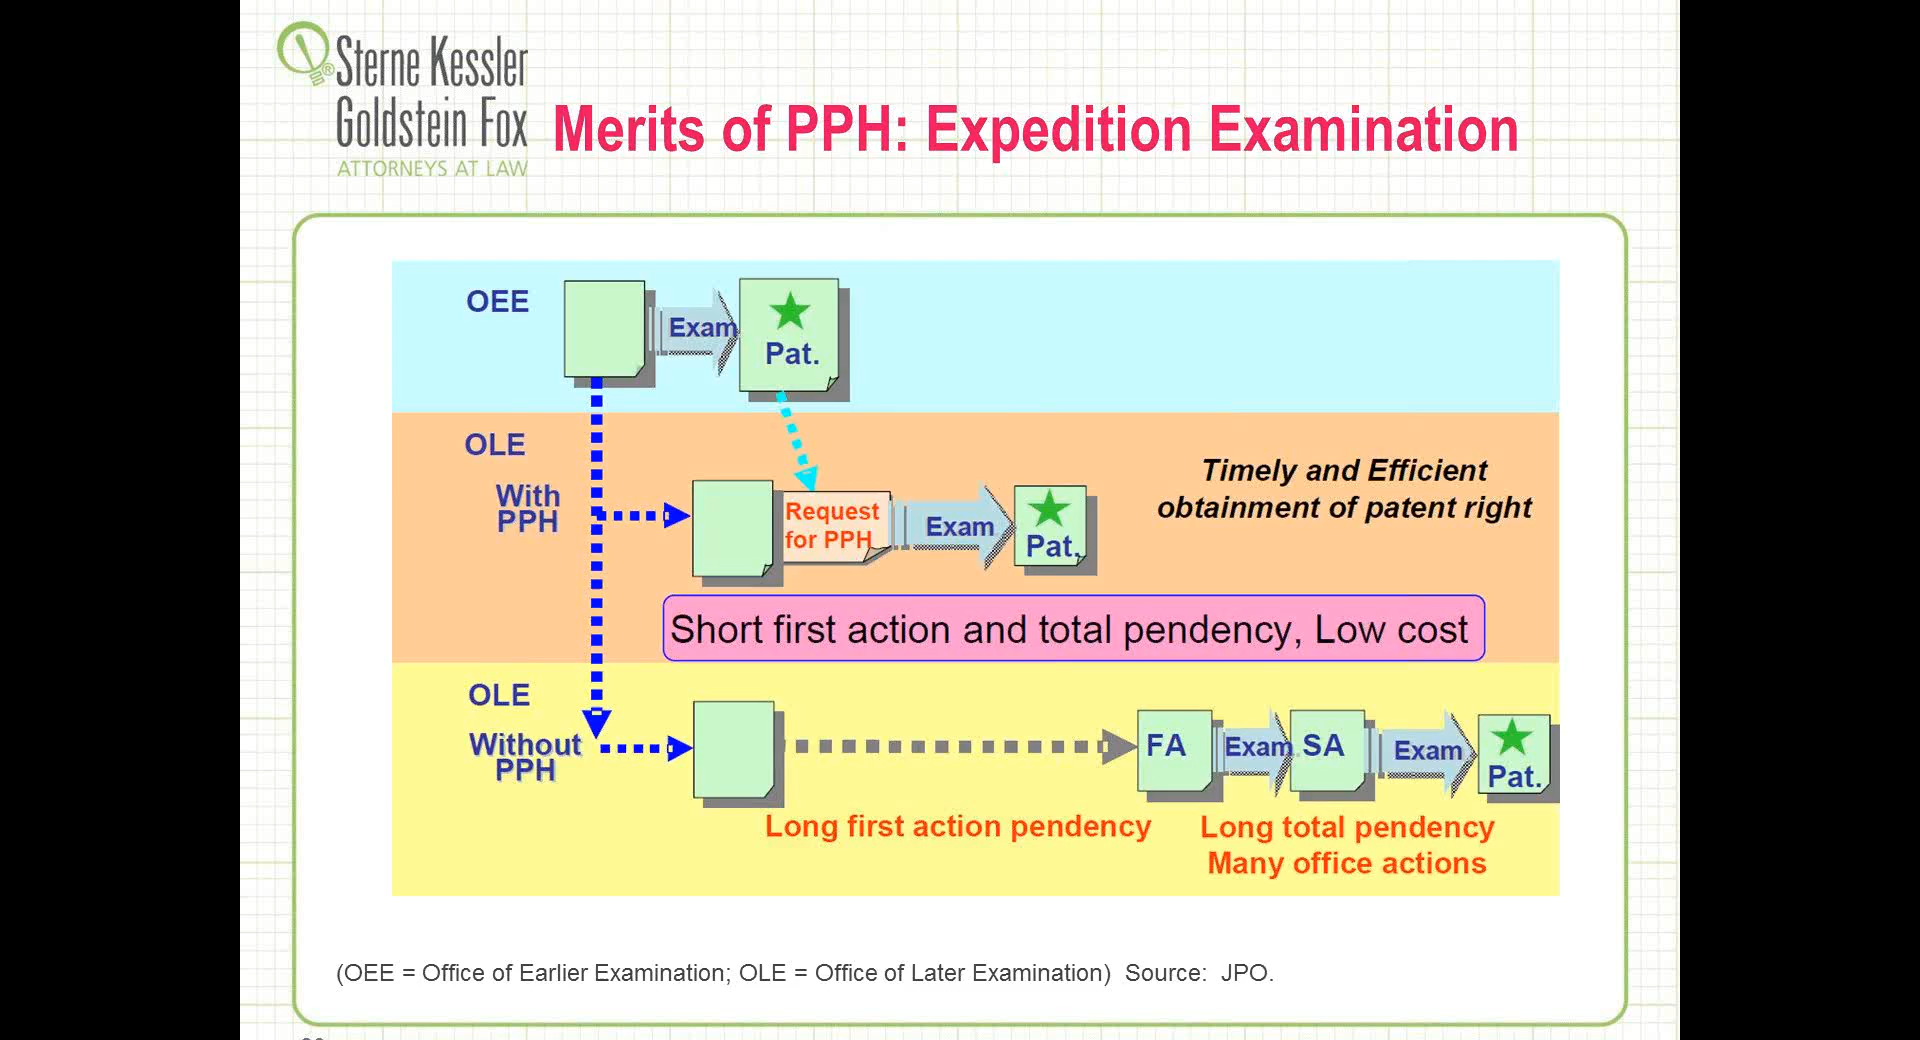 Sterne Kessler
Goldstein Fox
ATTORNEYS AT LAW
Merits of PPH: Expedition Examination
OEE
Exam
Pat.
OLE
With
PPH
Request
for PPH
Exam
Pat.
Timely and Efficient
obtainment of patent right
Short first action and total pendency, Low cost
OLE
Without
PPH
FA
Exam
SA
Exam
Pat.
Long first action pendency
Long total pendency
Many office actions
(OEE = Office of Earlier Examination; OLE = Office of Later Examination) Source: JPO.